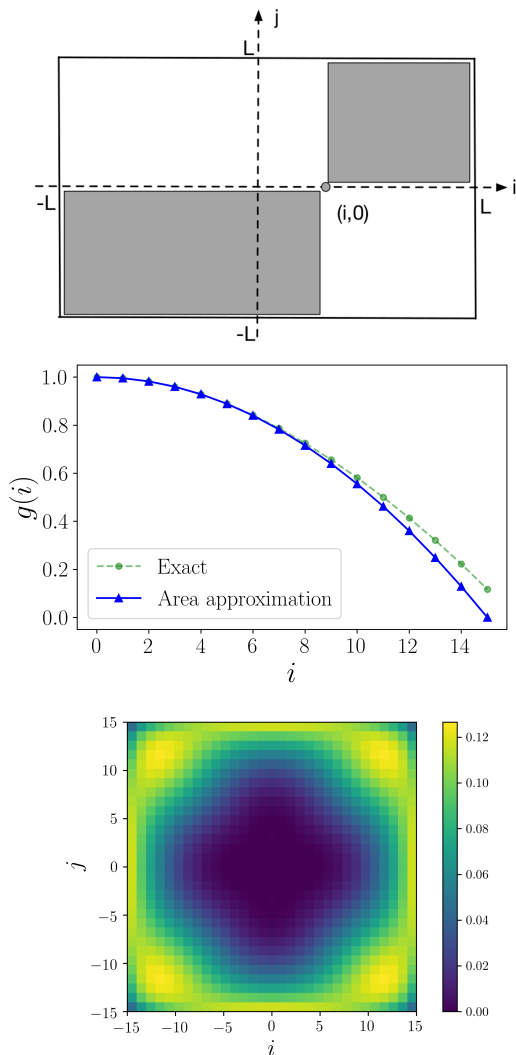 j
L
i
-L
L
(i,0)
-L
1.0
0.8
0.6
0.4
0.2
0.0
g(i)
Exact
Area approximation
0 2 4 6 8 10 12 14
i
15
10
5
0
−5
−10
−15
j
−15 −10 −5 0 5 10 15
i
0.12
0.10
0.08
0.06
0.04
0.02
0.00